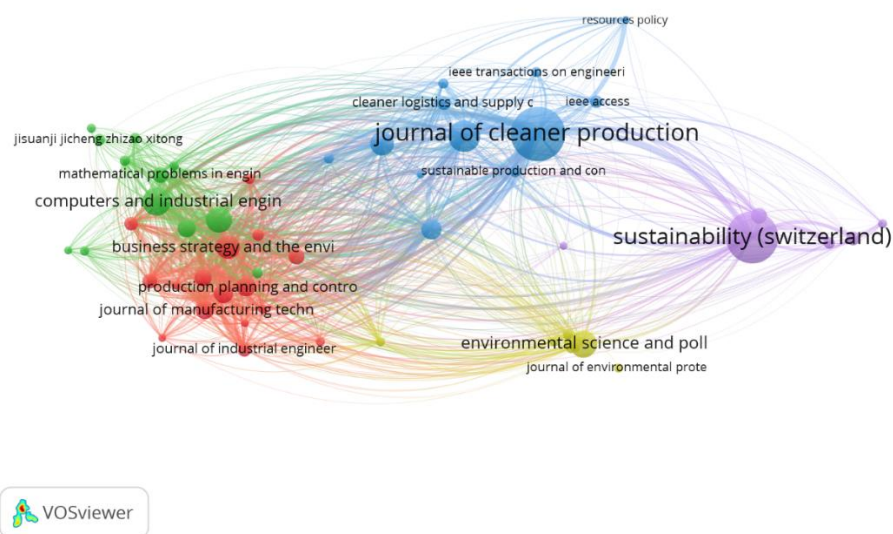 resources policy
ieee transactions on engineeri
cleaner logistics and supply c
ieee access
journal of cleaner production
jisuanji jicheng zhizao xitong
mathematical problems in engin
sustainable production and con
computers and industrial engin
business strategy and the envi
sustainability (switzerland)
production planning and contro
journal of manufacturing techn
journal of industrial engineer
environmental science and poll
journal of environmental prote
VOSviewer